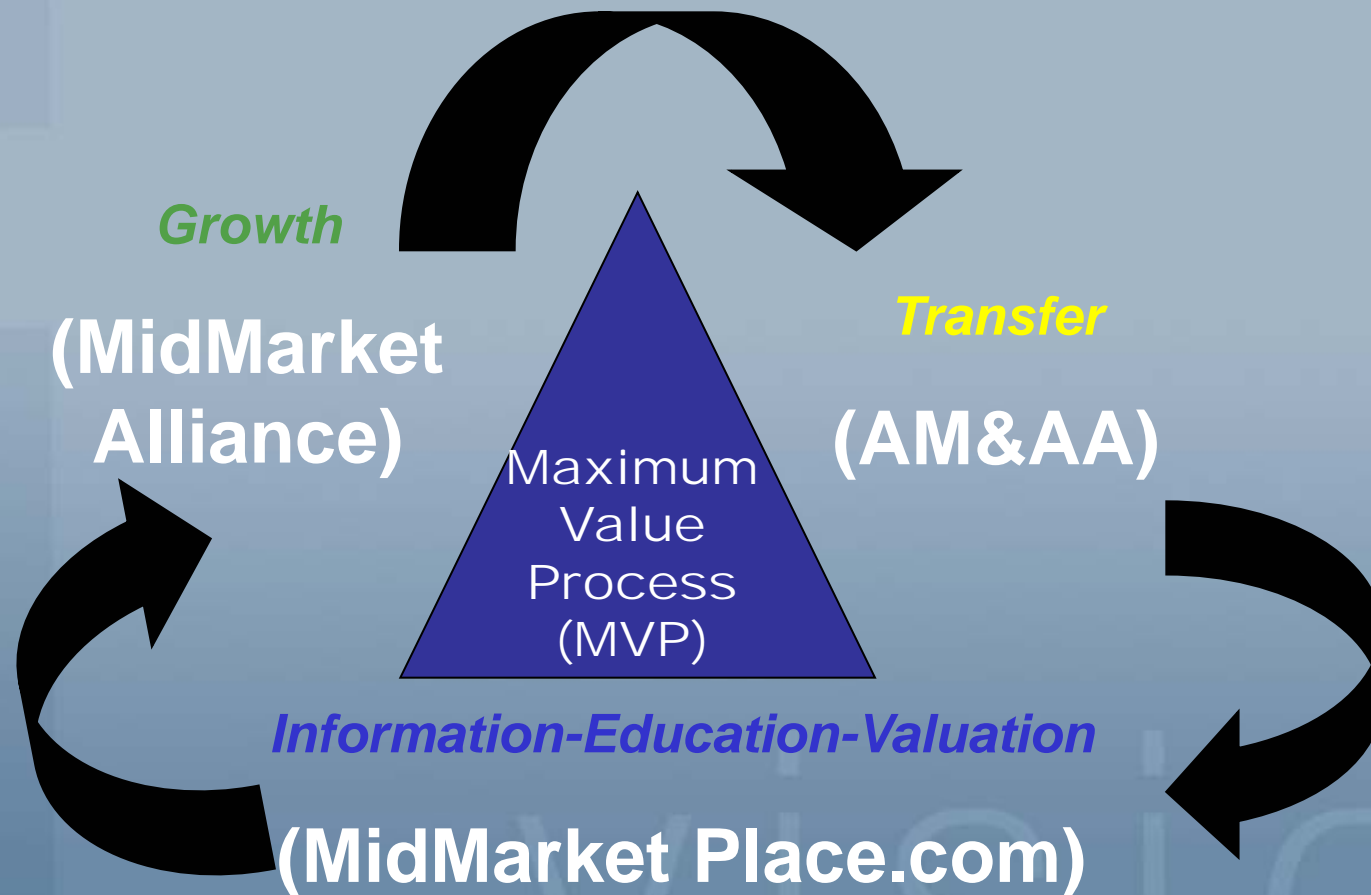 Growth
(MidMarket
Alliance)
Transfer
(AM&AA)
Maximum
Value
Process
(MVP)
Information-Education-Valuation
(MidMarket Place.com)